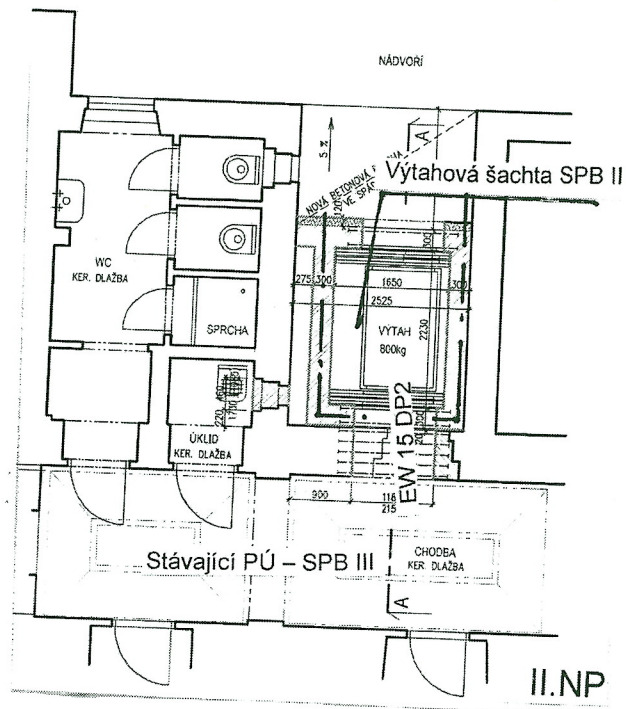 NÁDVOŘÍ
5 %
A
NOVÁ BETONOVÁ
VE
Výtahová šachta SPB II
WC
KER. DLAŽBA
275 300
1650
300
2525
VÝTAH
800kg
2230
SPRCHA
ÚKLID
KER. DLAŽBA
EW 15 DP2
900
118
215
Stávající PÚ – SPB III
CHODBA
KER. DLAŽBA
A
II.NP